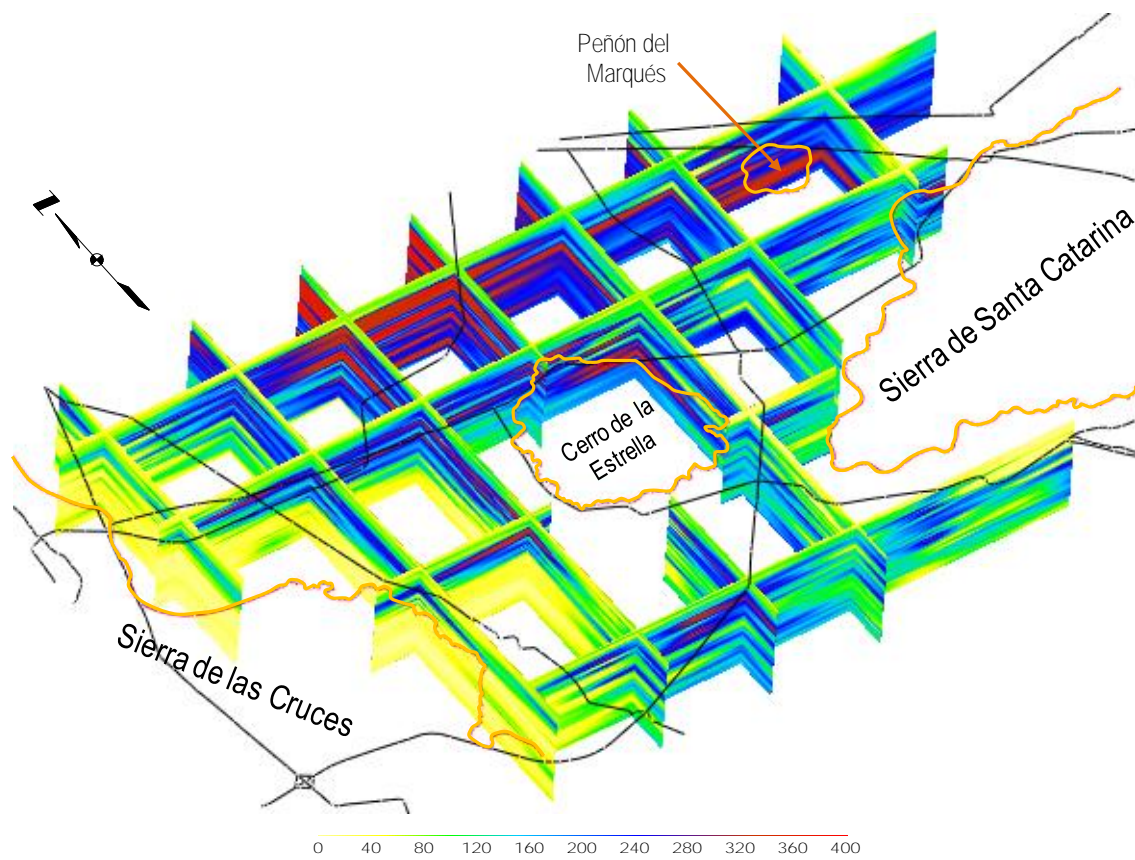 Peñón del
Marqués
Z
Sierra de Santa Catarina
Cerro de la
Estrella
Sierra de las Cruces
0 40 80 120 160 200 240 280 320 360 400